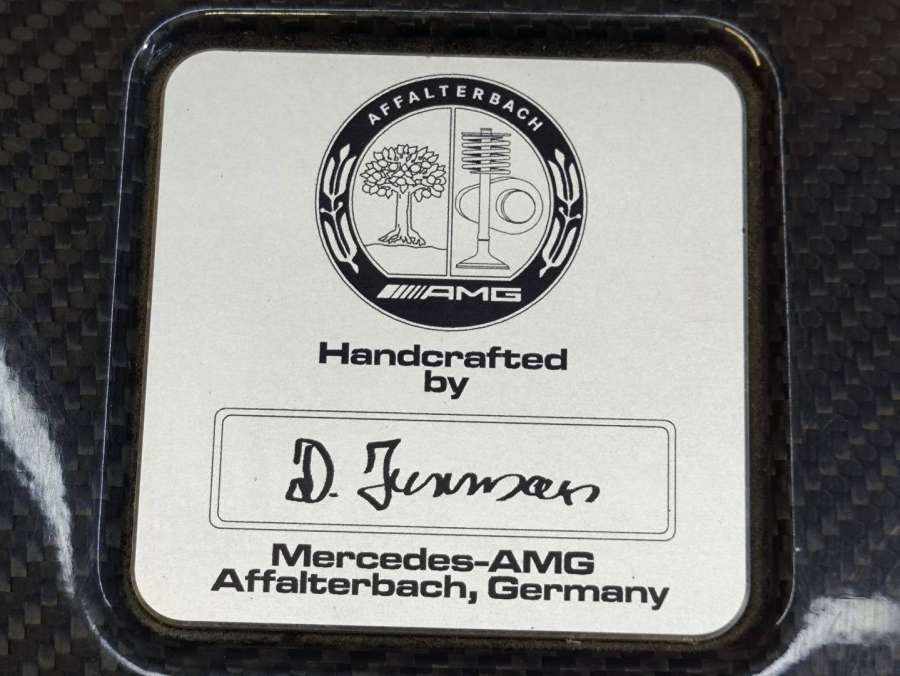 AFFALTERBACH
AMG
Handcrafted
by
D.
Mercedes-AMG
Affalterbach, Germany